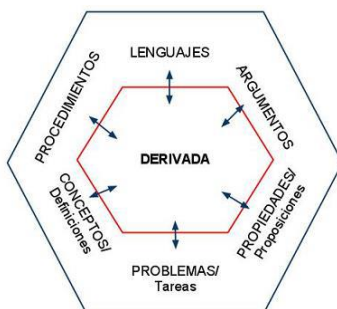 LENGUAJES
PROCEDIMIENTOS
ARGUMENTOS
DERIVADA
CONCEPTOS/
Definiciones
PROPIEDADES/
Proposiciones
PROBLEMAS/
Tareas